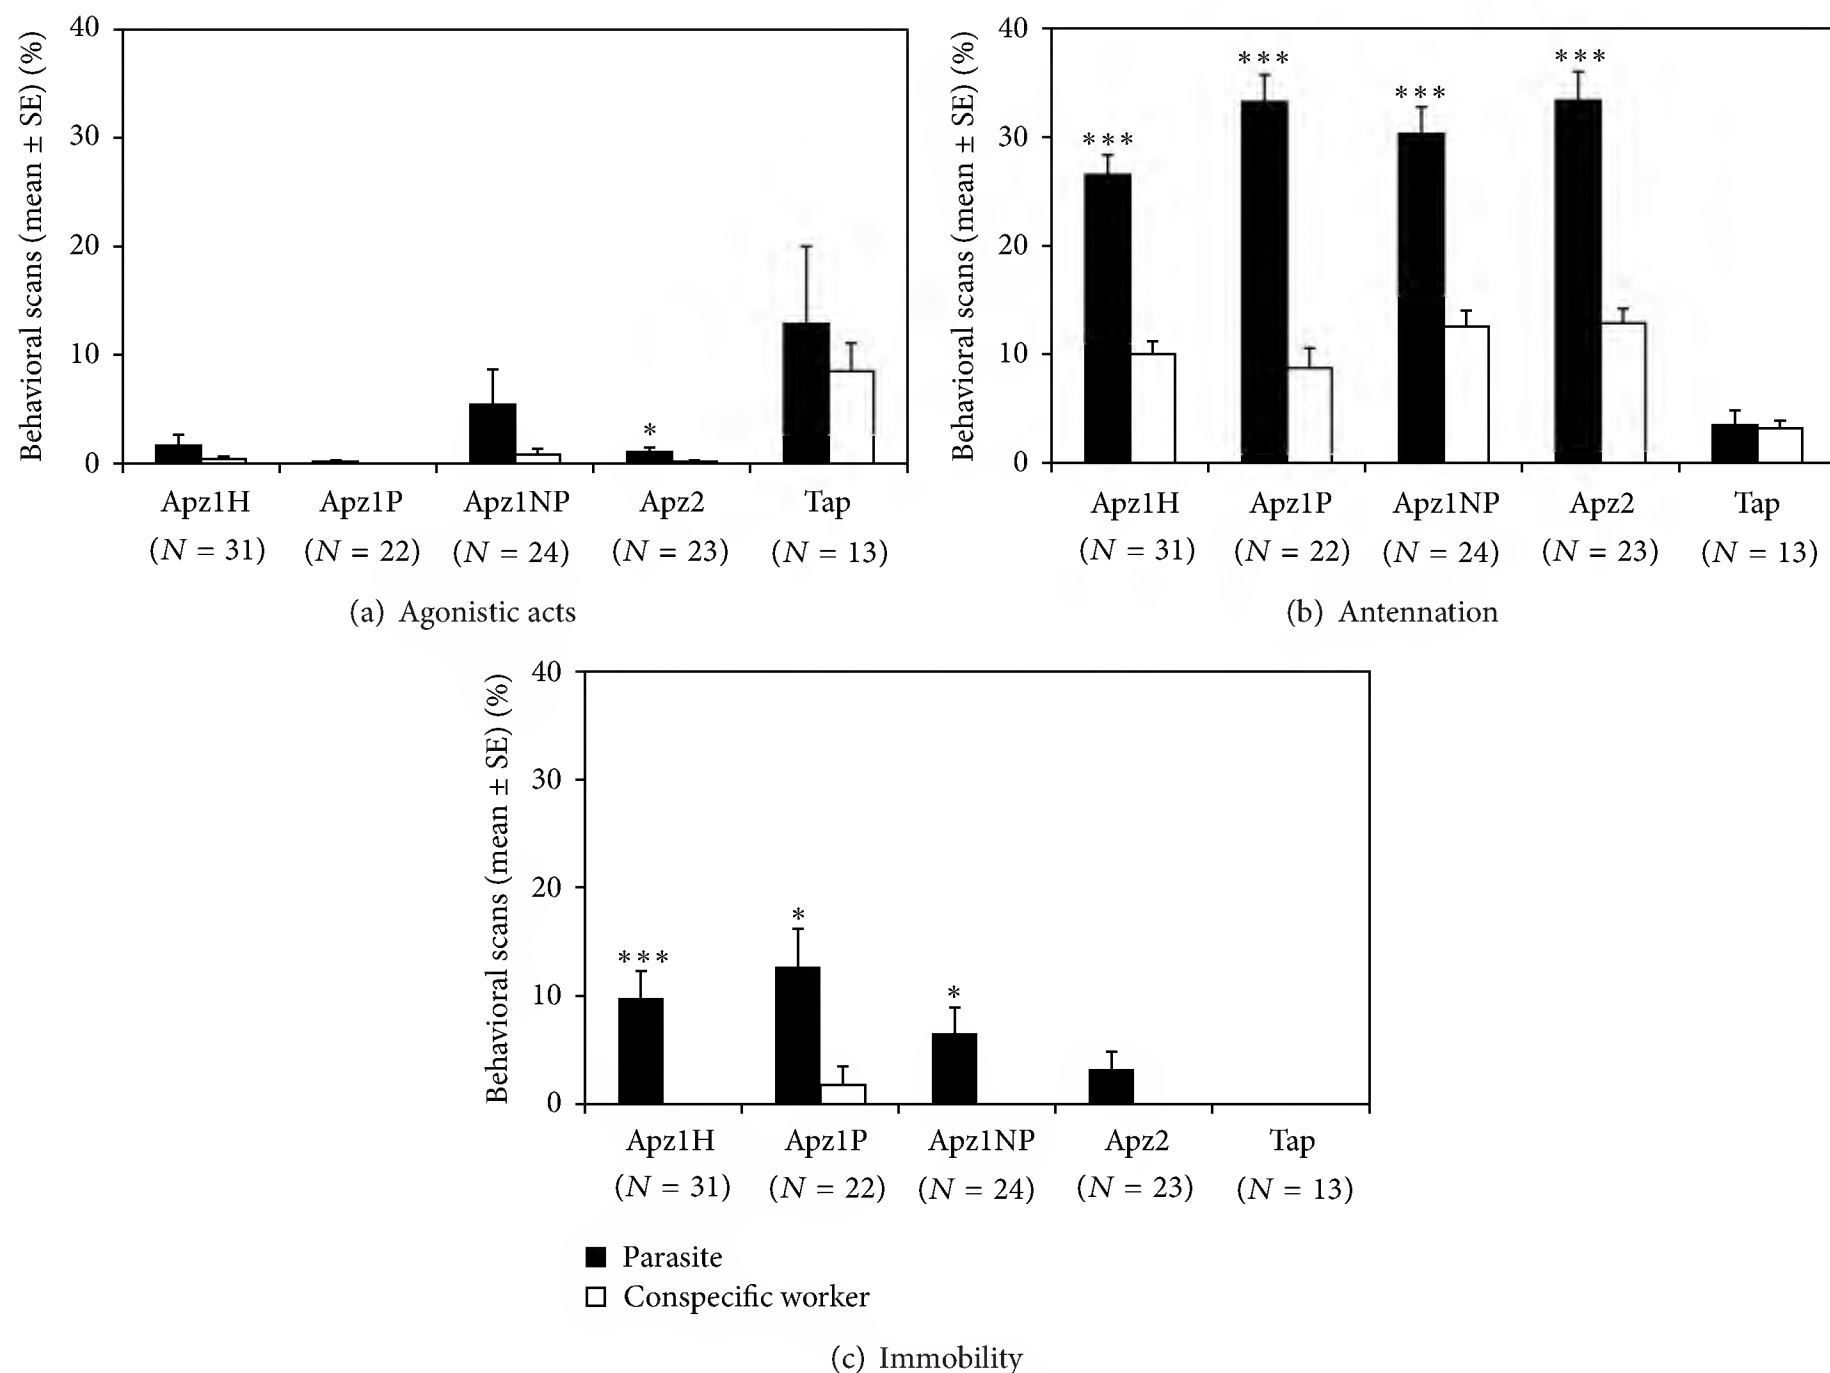 Behavioral scans (mean ± SE) (%)
40
30
20
10
0
*
Apz1H Apz1P Apz1NP Apz2 Tap
(N = 31) (N = 22) (N = 24) (N = 23) (N = 13)
(a) Agonistic acts
Behavioral scans (mean ± SE) (%)
40
30
20
10
0
*** *** *** ***
Apz1H Apz1P Apz1NP Apz2 Tap
(N = 31) (N = 22) (N = 24) (N = 23) (N = 13)
(b) Antennation
Behavioral scans (mean ± SE) (%)
40
30
20
10
0
*** * *
Apz1H Apz1P Apz1NP Apz2 Tap
(N = 31) (N = 22) (N = 24) (N = 23) (N = 13)
Parasite
Conspecific worker
(c) Immobility